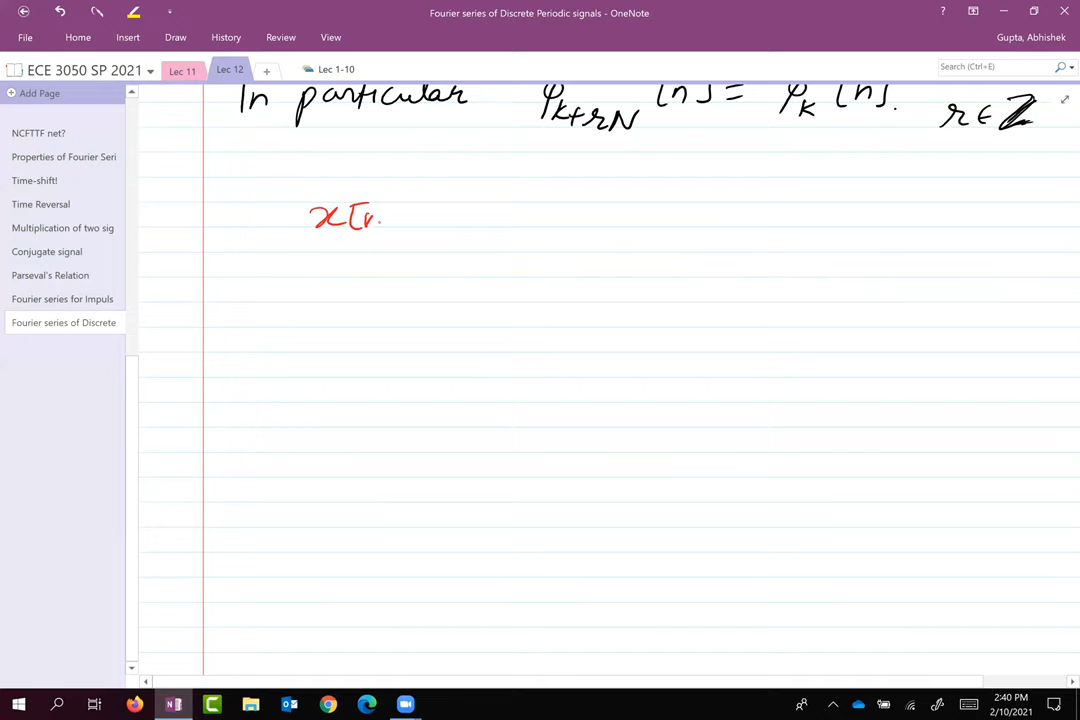 Fourier series of Discrete Periodic signals - OneNote
?
File Home Insert Draw History Review View
Gupta, Abhishek
ECE 3050 SP 2021
Lec 11
Lec 12
Lec 1-10
Search (Ctrl+E)
Add Page
NCFTTF net?
Properties of Fourier Seri
Time-shift!
Time Reversal
Multiplication of two sig
Conjugate signal
Parseval's Relation
Fourier series for Impuls
Fourier series of Discrete
In particular φ_{k+rN} [n] = φ_k [n]. r ∈ ℤ
x[
2:40 PM
2/10/2021